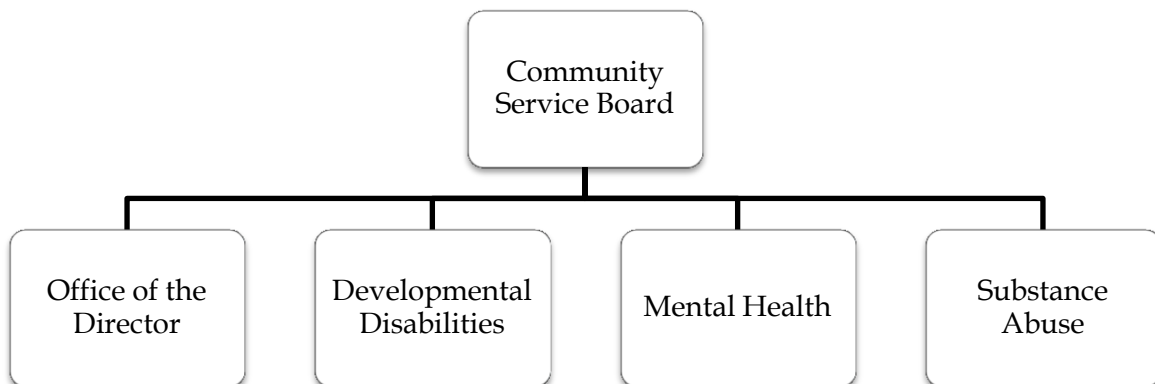 Community
Service Board
Office of the
Director
Developmental
Disabilities
Mental Health
Substance
Abuse